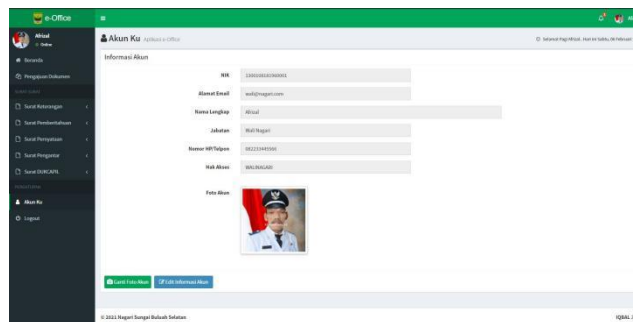 e-Office
Afrizal
Online
Beranda
Pengajuan Dokumen
Surat Keterangan
Surat Pemberitahuan
Surat Pernyataan
Surat Pengantar
Surat DUKCAPIL
Akun Ku
Logout
Akun Ku Aplikasi e-Office
Informasi Akun
NIK
Alamat Email wali@nagari.com
Nama Lengkap Afrizal
Jabatan Wali Nagari
Nomor HP/Telpon
Hak Akses WALINAGARI
Foto Akun
Ganti Foto Akun Edit Informasi Akun
© 2021 Nagari Sungai Buluah Selatan
IQBAL